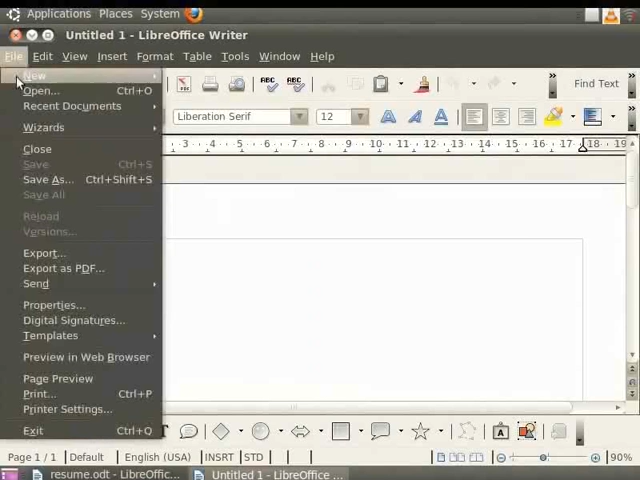 Applications Places System
Untitled 1 - LibreOffice Writer
File Edit View Insert Format Table Tools Window Help
New
Open... Ctrl+O
Recent Documents
Wizards
Close
Save Ctrl+S
Save As... Ctrl+Shift+S
Save All
Reload
Versions...
Export...
Export as PDF...
Send
Properties...
Digital Signatures...
Templates
Preview in Web Browser
Page Preview
Print... Ctrl+P
Printer Settings...
Exit Ctrl+Q
ABC ABC Find Text
Liberation Serif 12
3 4 5 6 7 8 9 10 11 12 13 14 15 16 17 18 19
Page 1 / 1 Default English (USA) INSRT STD 90%
resume.odt - LibreOffic... Untitled 1 - LibreOffice ...